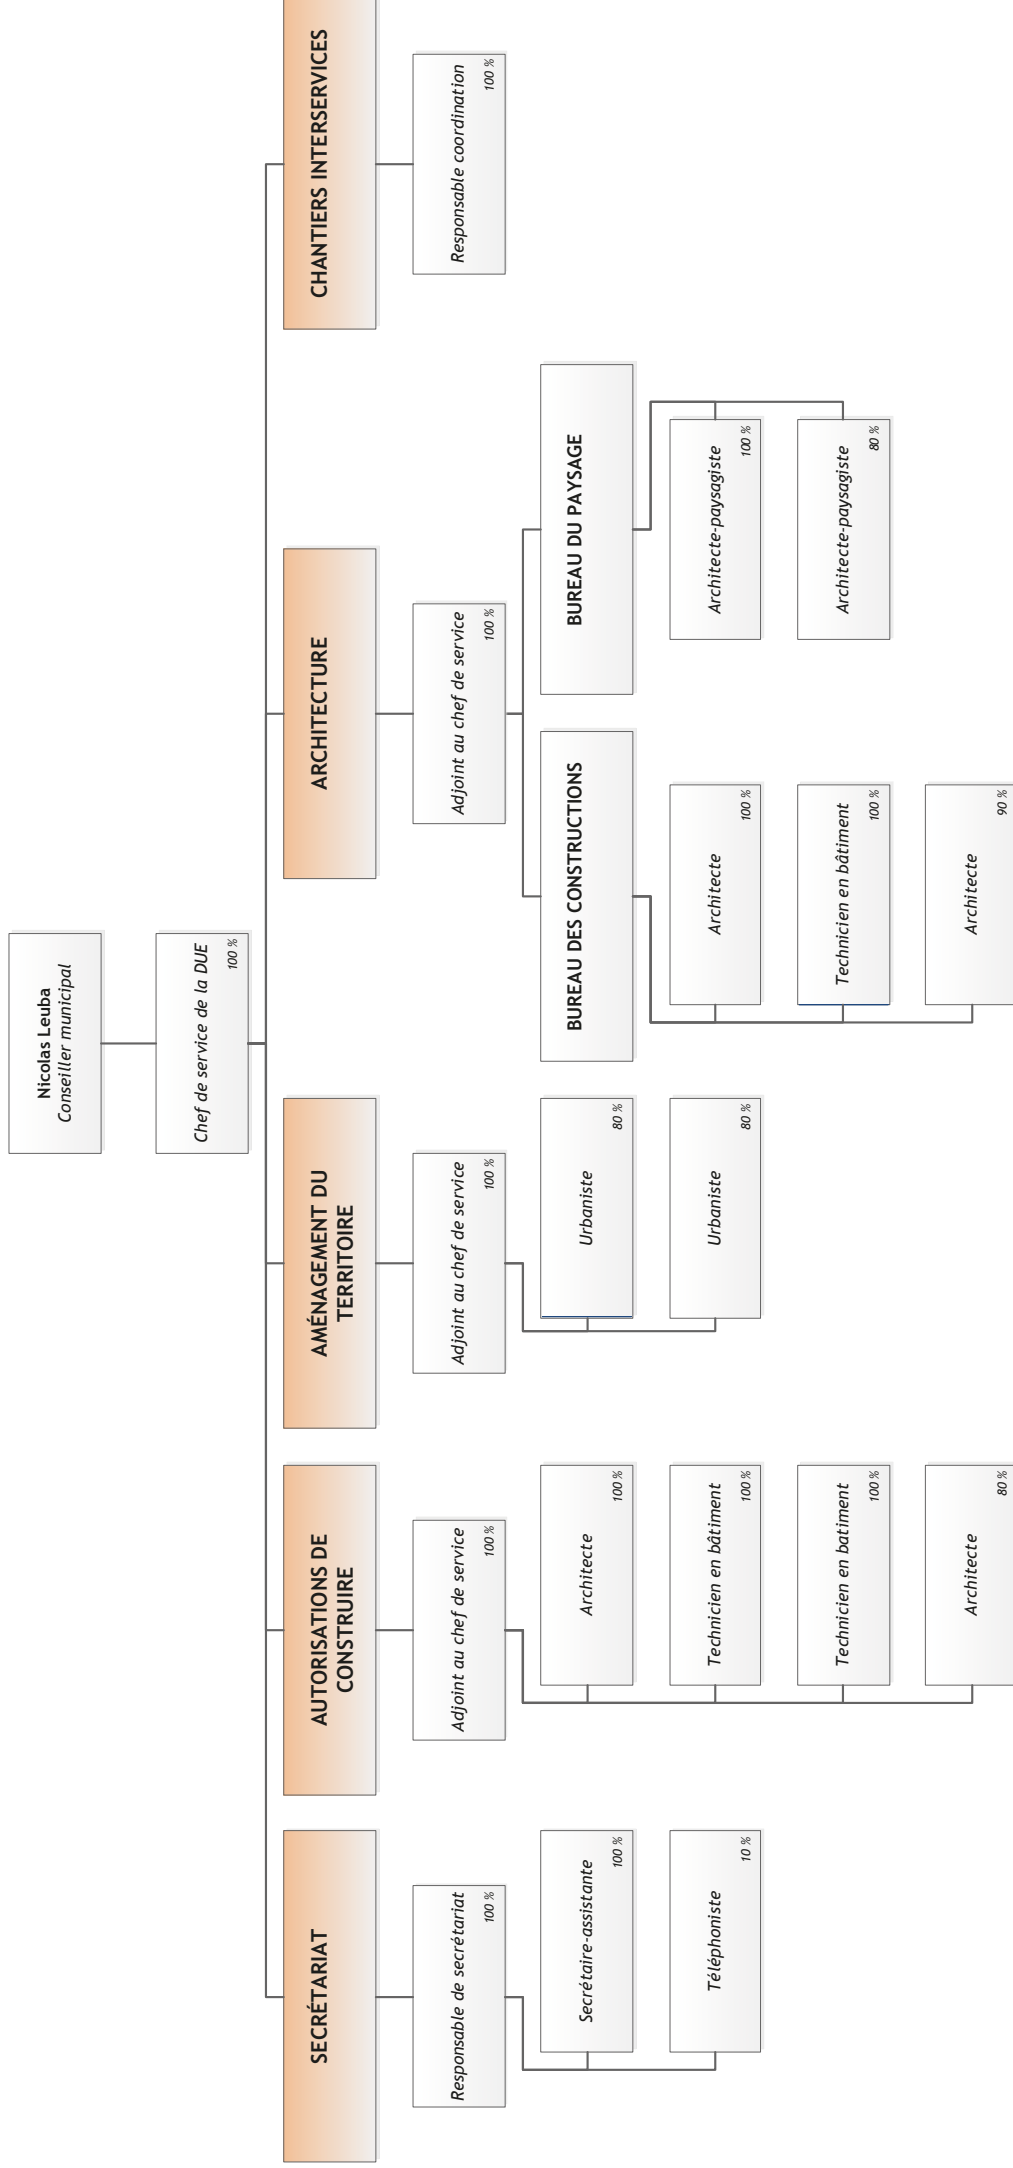 Nicolas Leuba
Conseiller municipal
Chef de service de la DUE
100 %
SECRÉTARIAT
Responsable de secrétariat
100 %
Secrétaire-assistante
100 %
Téléphoniste
10 %
AUTORISATIONS DE
CONSTRUIRE
Adjoint au chef de service
100 %
Architecte
100 %
Technicien en bâtiment
100 %
Technicien en batiment
100 %
Architecte
80 %
AMÉNAGEMENT DU
TERRITOIRE
Adjoint au chef de service
100 %
Urbaniste
80 %
Urbaniste
80 %
ARCHITECTURE
Adjoint au chef de service
100 %
BUREAU DES CONSTRUCTIONS
Architecte
100 %
Technicien en bâtiment
100 %
Architecte
90 %
BUREAU DU PAYSAGE
Architecte-paysagiste
100 %
Architecte-paysagiste
80 %
CHANTIERS INTERSERVICES
Responsable coordination
100 %